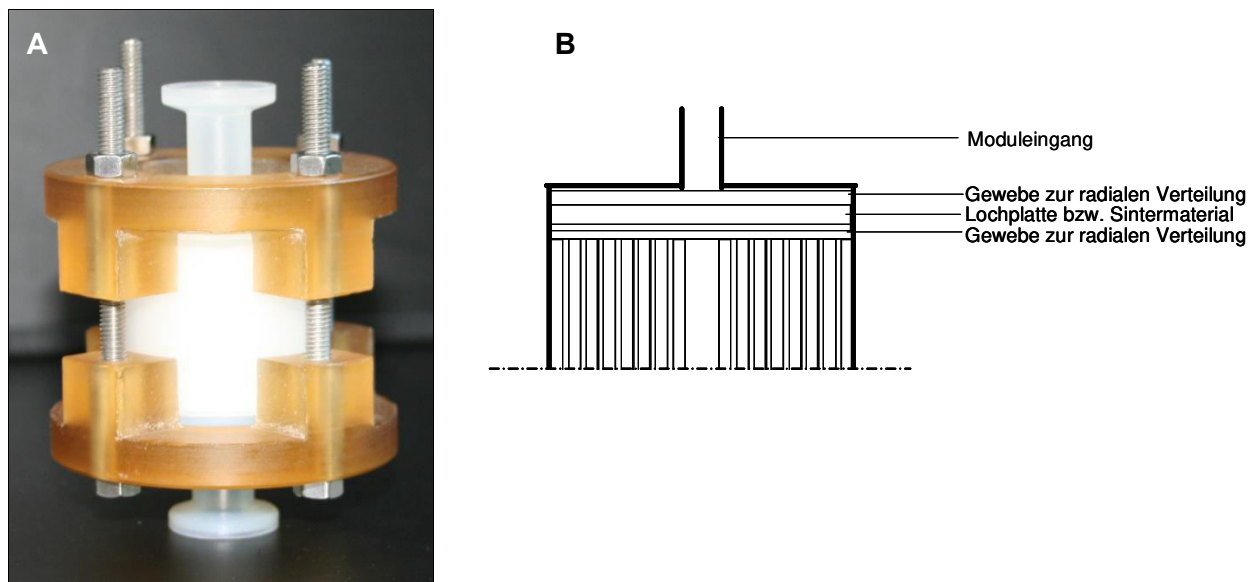 A
B
Moduleingang
Gewebe zur radialen Verteilung
Lochplatte bzw. Sintermaterial
Gewebe zur radialen Verteilung